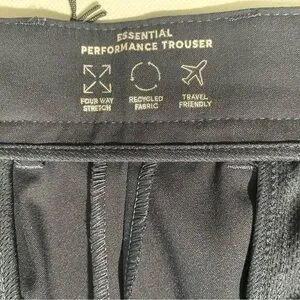 ESSENTIAL
PERFORMANCE TROUSER
FOUR WAY
STRETCH
RECYCLED
FABRIC
TRAVEL
FRIENDLY